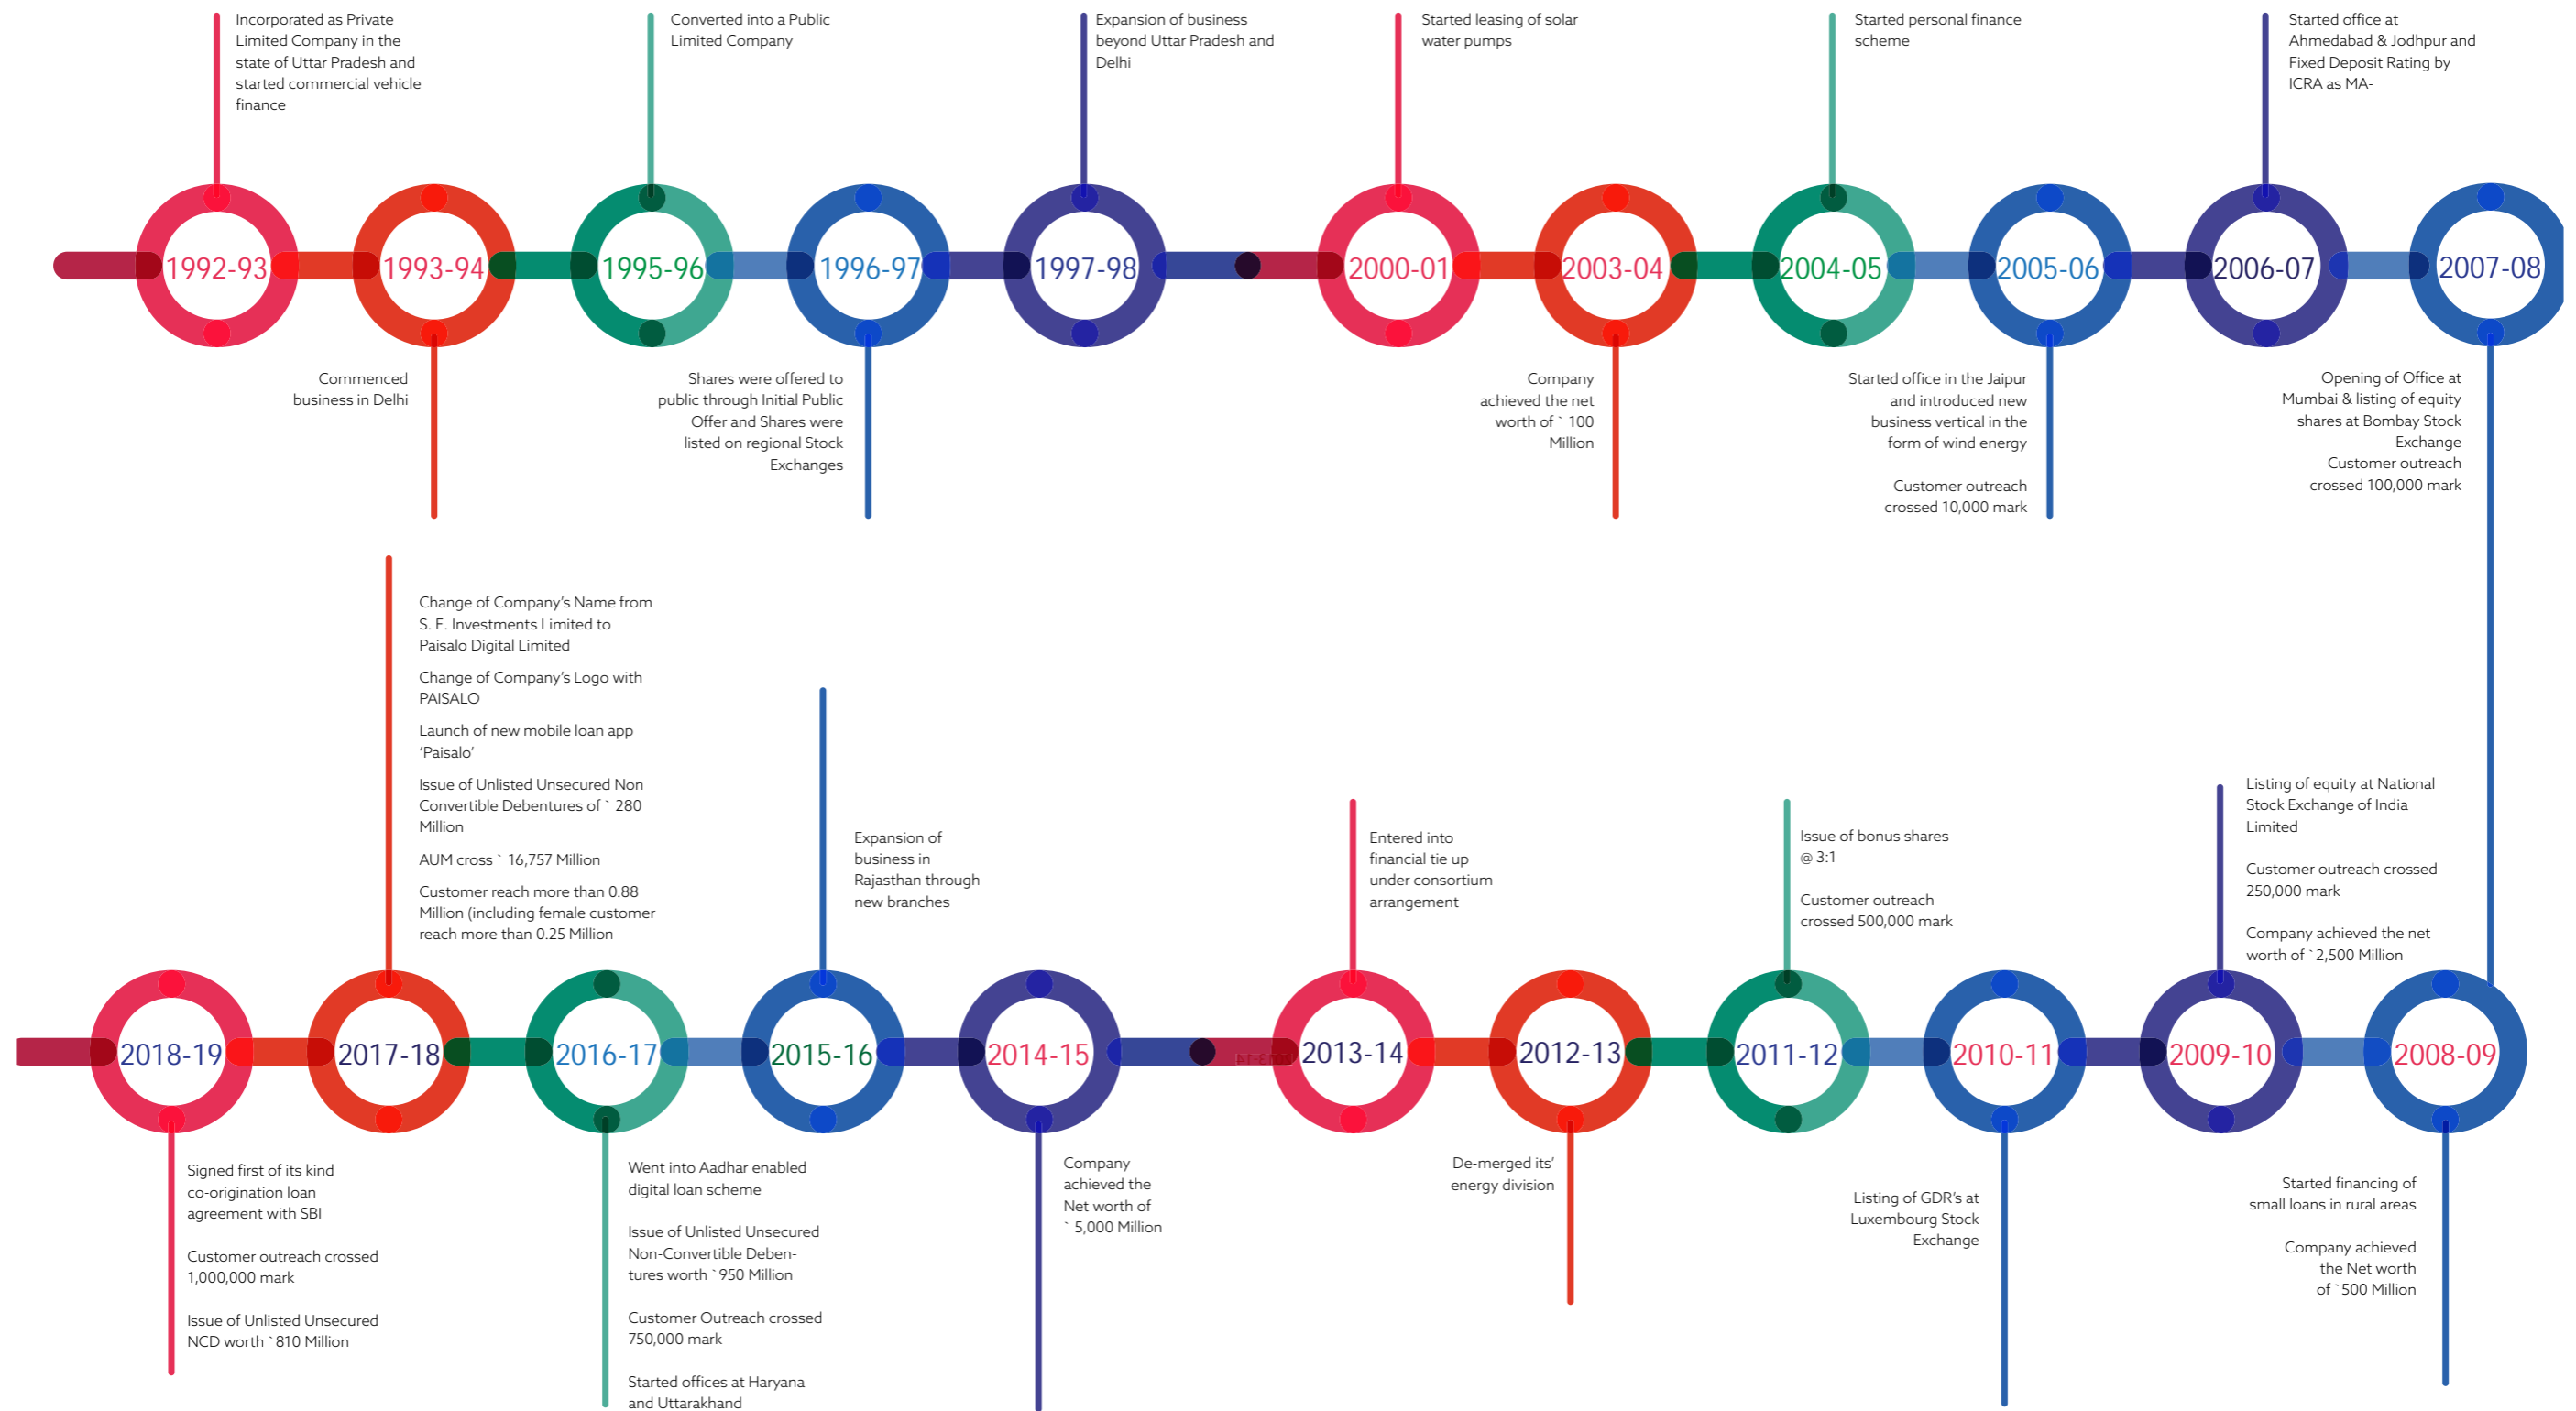 Incorporated as Private
Limited Company in the
state of Uttar Pradesh and
started commercial vehicle
finance
Converted into a Public
Limited Company
Expansion of business
beyond Uttar Pradesh and
Delhi
Started leasing of solar
water pumps
Started personal finance
scheme
Started office at
Ahmedabad & Jodhpur and
Fixed Deposit Rating by
ICRA as MA-
1992-93
1993-94
1995-96
1996-97
1997-98
2000-01
2003-04
2004-05
2005-06
2006-07
2007-08
Commenced
business in Delhi
Shares were offered to
public through Initial Public
Offer and Shares were
listed on regional Stock
Exchanges
Company
achieved the net
worth of ` 100
Million
Started office in the Jaipur
and introduced new
business vertical in the
form of wind energy
Customer outreach
crossed 10,000 mark
Opening of Office at
Mumbai & listing of equity
shares at Bombay Stock
Exchange
Customer outreach
crossed 100,000 mark
Change of Company’s Name from
S. E. Investments Limited to
Paisalo Digital Limited
Change of Company’s Logo with
PAISALO
Launch of new mobile loan app
‘Paisalo’
Issue of Unlisted Unsecured Non
Convertible Debentures of ` 280
Million
AUM cross ` 16,757 Million
Customer reach more than 0.88
Million (including female customer
reach more than 0.25 Million
Expansion of
business in
Rajasthan through
new branches
Entered into
financial tie up
under consortium
arrangement
Issue of bonus shares
@ 3:1
Customer outreach
crossed 500,000 mark
Listing of equity at National
Stock Exchange of India
Limited
Customer outreach crossed
250,000 mark
Company achieved the net
worth of `2,500 Million
2018-19
2017-18
2016-17
2015-16
2014-15
2013-14
2012-13
2011-12
2010-11
2009-10
2008-09
Signed first of its kind
co-origination loan
agreement with SBI
Customer outreach crossed
1,000,000 mark
Issue of Unlisted Unsecured
NCD worth `810 Million
Went into Aadhar enabled
digital loan scheme
Issue of Unlisted Unsecured
Non-Convertible Deben-
tures worth `950 Million
Customer Outreach crossed
750,000 mark
Started offices at Haryana
and Uttarakhand
Company
achieved the
Net worth of
` 5,000 Million
De-merged its’
energy division
Listing of GDR’s at
Luxembourg Stock
Exchange
Started financing of
small loans in rural areas
Company achieved
the Net worth
of `500 Million